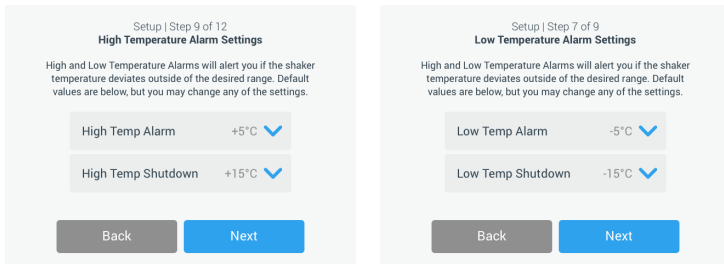 Setup | Step 9 of 12
High Temperature Alarm Settings
High and Low Temperature Alarms will alert you if the shaker
temperature deviates outside of the desired range. Default
values are below, but you may change any of the settings.
High Temp Alarm +5°C
High Temp Shutdown +15°C
Back Next
Setup | Step 7 of 9
Low Temperature Alarm Settings
High and Low Temperature Alarms will alert you if the shaker
temperature deviates outside of the desired range. Default
values are below, but you may change any of the settings.
Low Temp Alarm -5°C
Low Temp Shutdown -15°C
Back Next